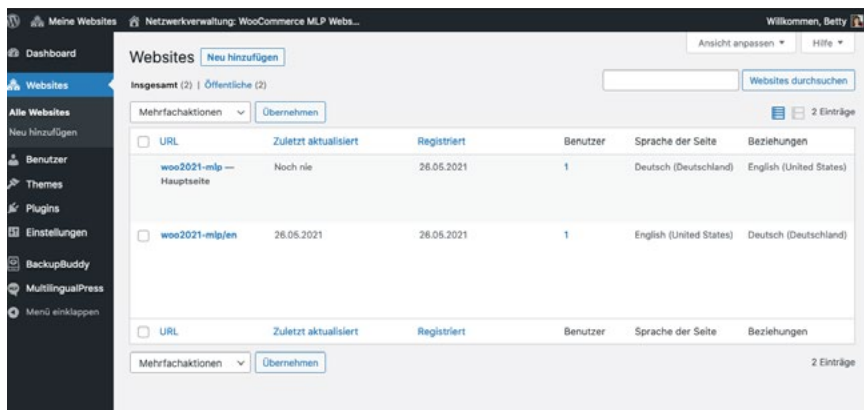 Meine Websites Netzwerkverwaltung: WooCommerce MLP Webs... Willkommen, Betty
Dashboard
Websites
Alle Websites
Neu hinzufügen
Benutzer
Themes
Plugins
Einstellungen
BackupBuddy
MultilingualPress
Menü einklappen
Ansicht anpassen Hilfe
Websites Neu hinzufügen
Insgesamt (2) | Öffentliche (2) Websites durchsuchen
Mehrfachaktionen Übernehmen 2 Einträge
URL Zuletzt aktualisiert Registriert Benutzer Sprache der Seite Beziehungen
woo2021-mlp — Noch nie 26.05.2021 1 Deutsch (Deutschland) English (United States)
Hauptseite
woo2021-mlp/en 26.05.2021 26.05.2021 1 English (United States) Deutsch (Deutschland)
URL Zuletzt aktualisiert Registriert Benutzer Sprache der Seite Beziehungen
Mehrfachaktionen Übernehmen 2 Einträge